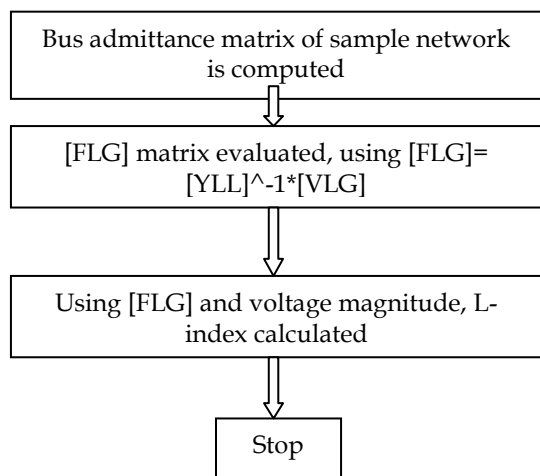 Bus admittance matrix of sample network
is computed
[FLG] matrix evaluated, using [FLG]=
[YLL]^-1*[VLG]
Using [FLG] and voltage magnitude, L-
index calculated
Stop